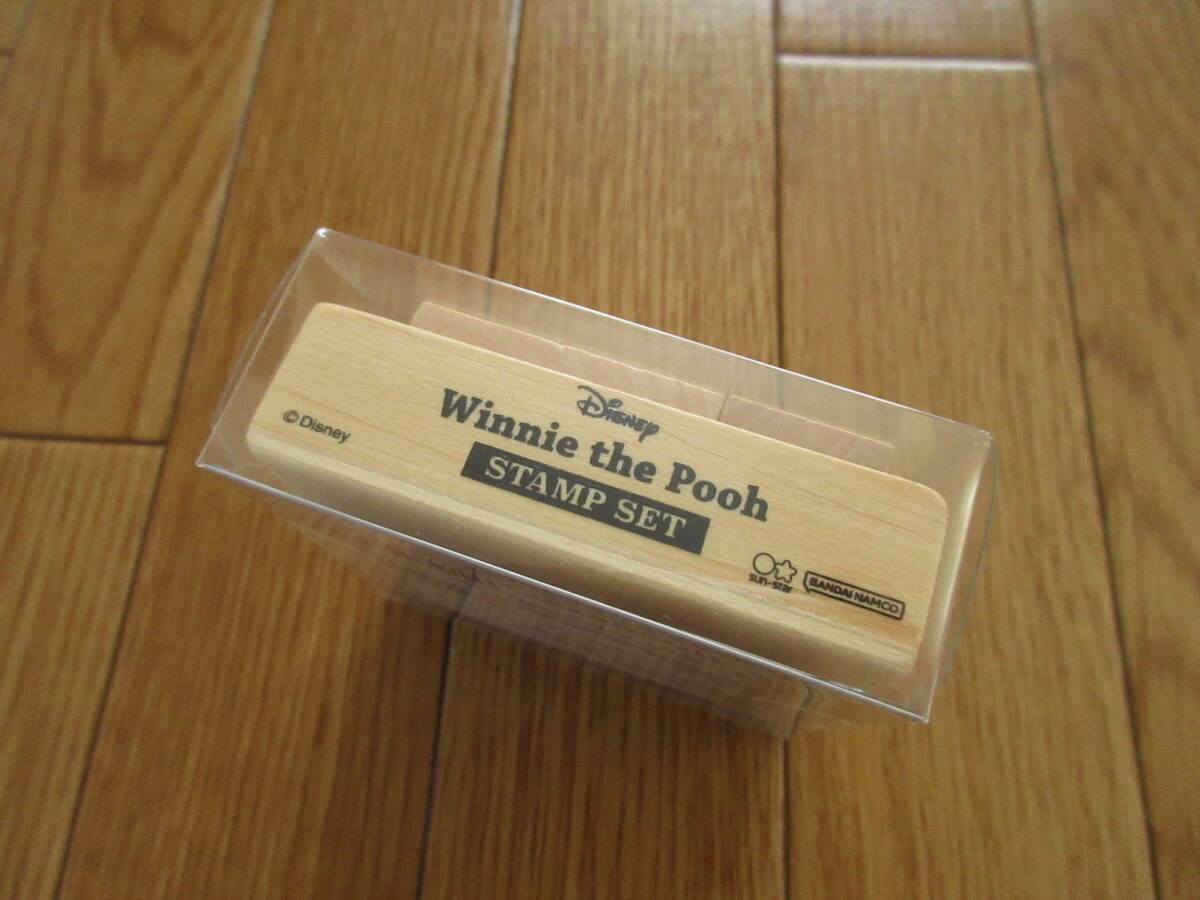 Disney
Winnie the Pooh
STAMP SET
© Disney
sun-star
BANDAI NAMCO